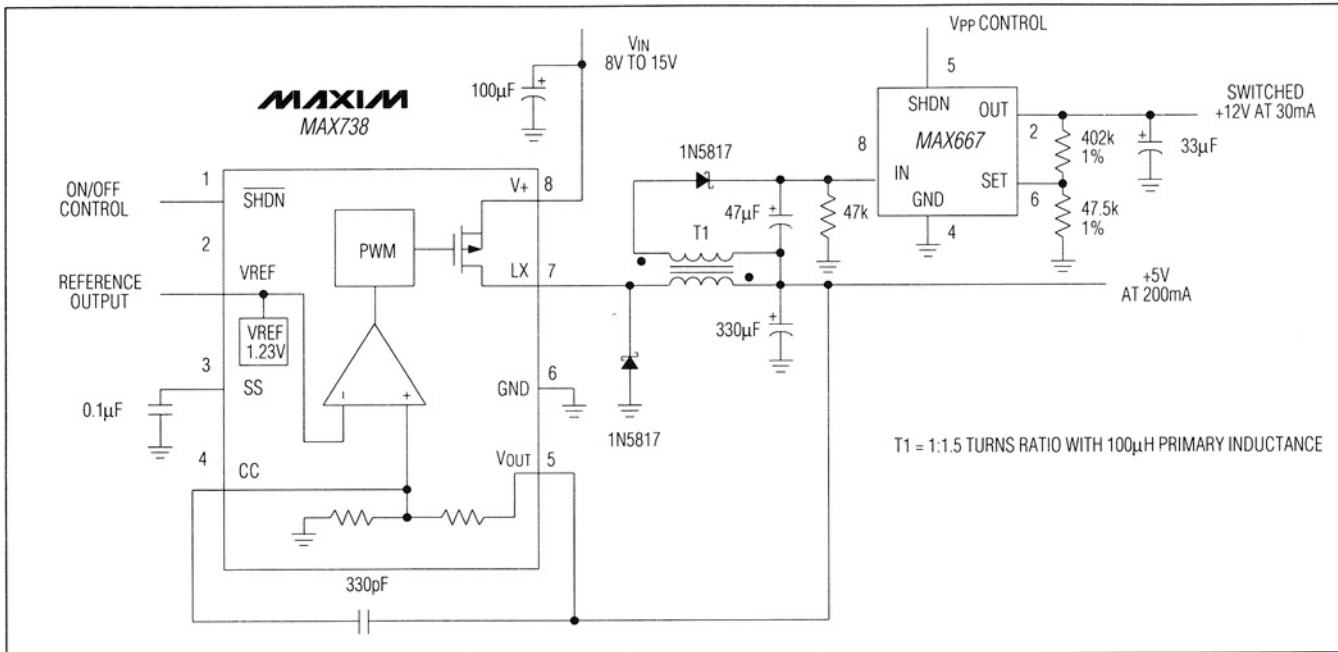 VIN
8V TO 15V
100µF
+
MAXIM
MAX738
ON/OFF
CONTROL
1
SHDN
V+
8
2
PWM
LX
7
REFERENCE
OUTPUT
VREF
VREF
1.23V
3
SS
0.1µF
-
+
GND
6
4
CC
VOUT
5
330pF
1N5817
1N5817
T1
47µF
+
47k
330µF
+
VPP CONTROL
5
SHDN
OUT
MAX667
8
IN
SET
GND
4
2
6
402k
1%
47.5k
1%
+
33µF
SWITCHED
+12V AT 30mA
+5V
AT 200mA
T1 = 1:1.5 TURNS RATIO WITH 100µH PRIMARY INDUCTANCE